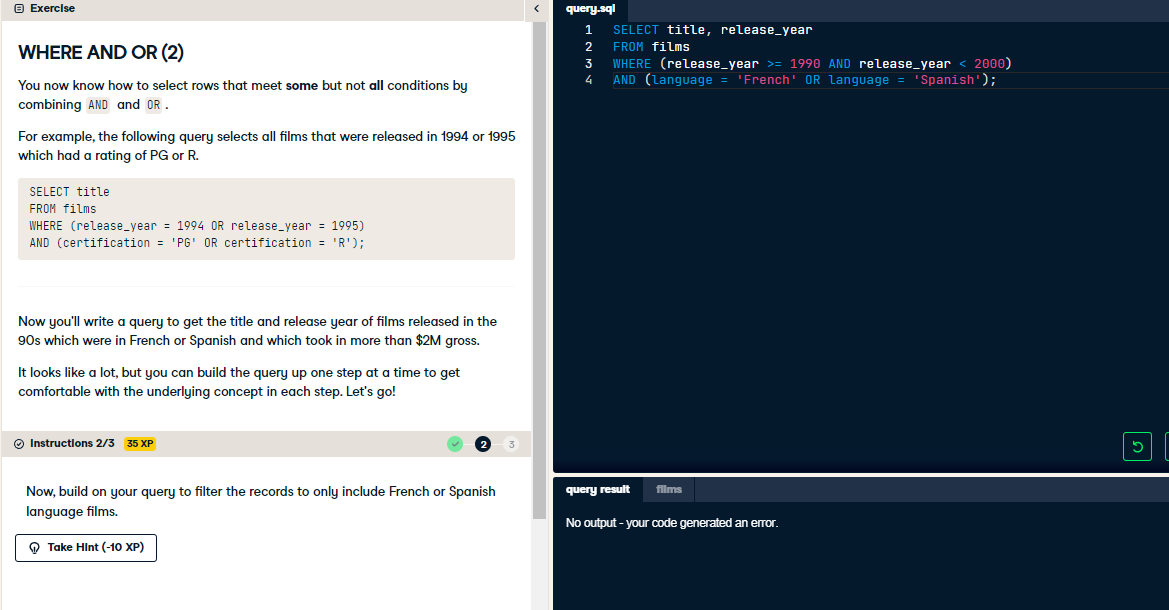 Exercise
WHERE AND OR (2)
You now know how to select rows that meet some but not all conditions by
combining AND and OR .
For example, the following query selects all films that were released in 1994 or 1995
which had a rating of PG or R.
SELECT title
FROM films
WHERE (release_year = 1994 OR release_year = 1995)
AND (certification = 'PG' OR certification = 'R');
Now you'll write a query to get the title and release year of films released in the
90s which were in French or Spanish and which took in more than $2M gross.
It looks like a lot, but you can build the query up one step at a time to get
comfortable with the underlying concept in each step. Let's go!
Instructions 2/3 35 XP 2 3
Now, build on your query to filter the records to only include French or Spanish
language films.
Take Hint (-10 XP)
query.sql
1 SELECT title, release_year
2 FROM films
3 WHERE (release_year >= 1990 AND release_year < 2000)
4 AND (language = 'French' OR language = 'Spanish');
query result films
No output - your code generated an error.